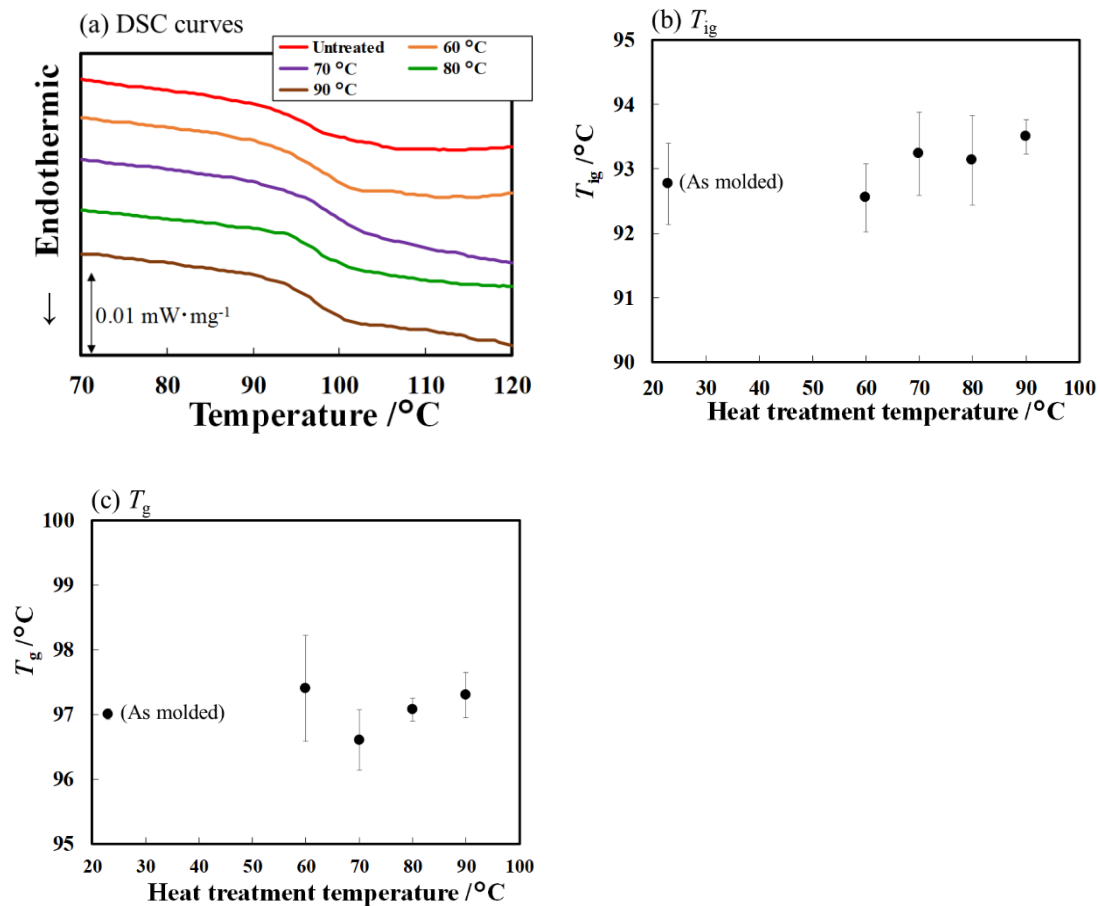 (a) DSC curves
Untreated
60 °C
70 °C
80 °C
90 °C
Endothermic
↓
0.01 mW·mg⁻¹
70 80 90 100 110 120
Temperature /°C
(b) Tig
95
94
93
92
91
90
Tig /°C
(As molded)
20 30 40 50 60 70 80 90 100
Heat treatment temperature /°C
(c) Tg
100
99
98
97
96
95
Tg /°C
(As molded)
20 30 40 50 60 70 80 90 100
Heat treatment temperature /°C